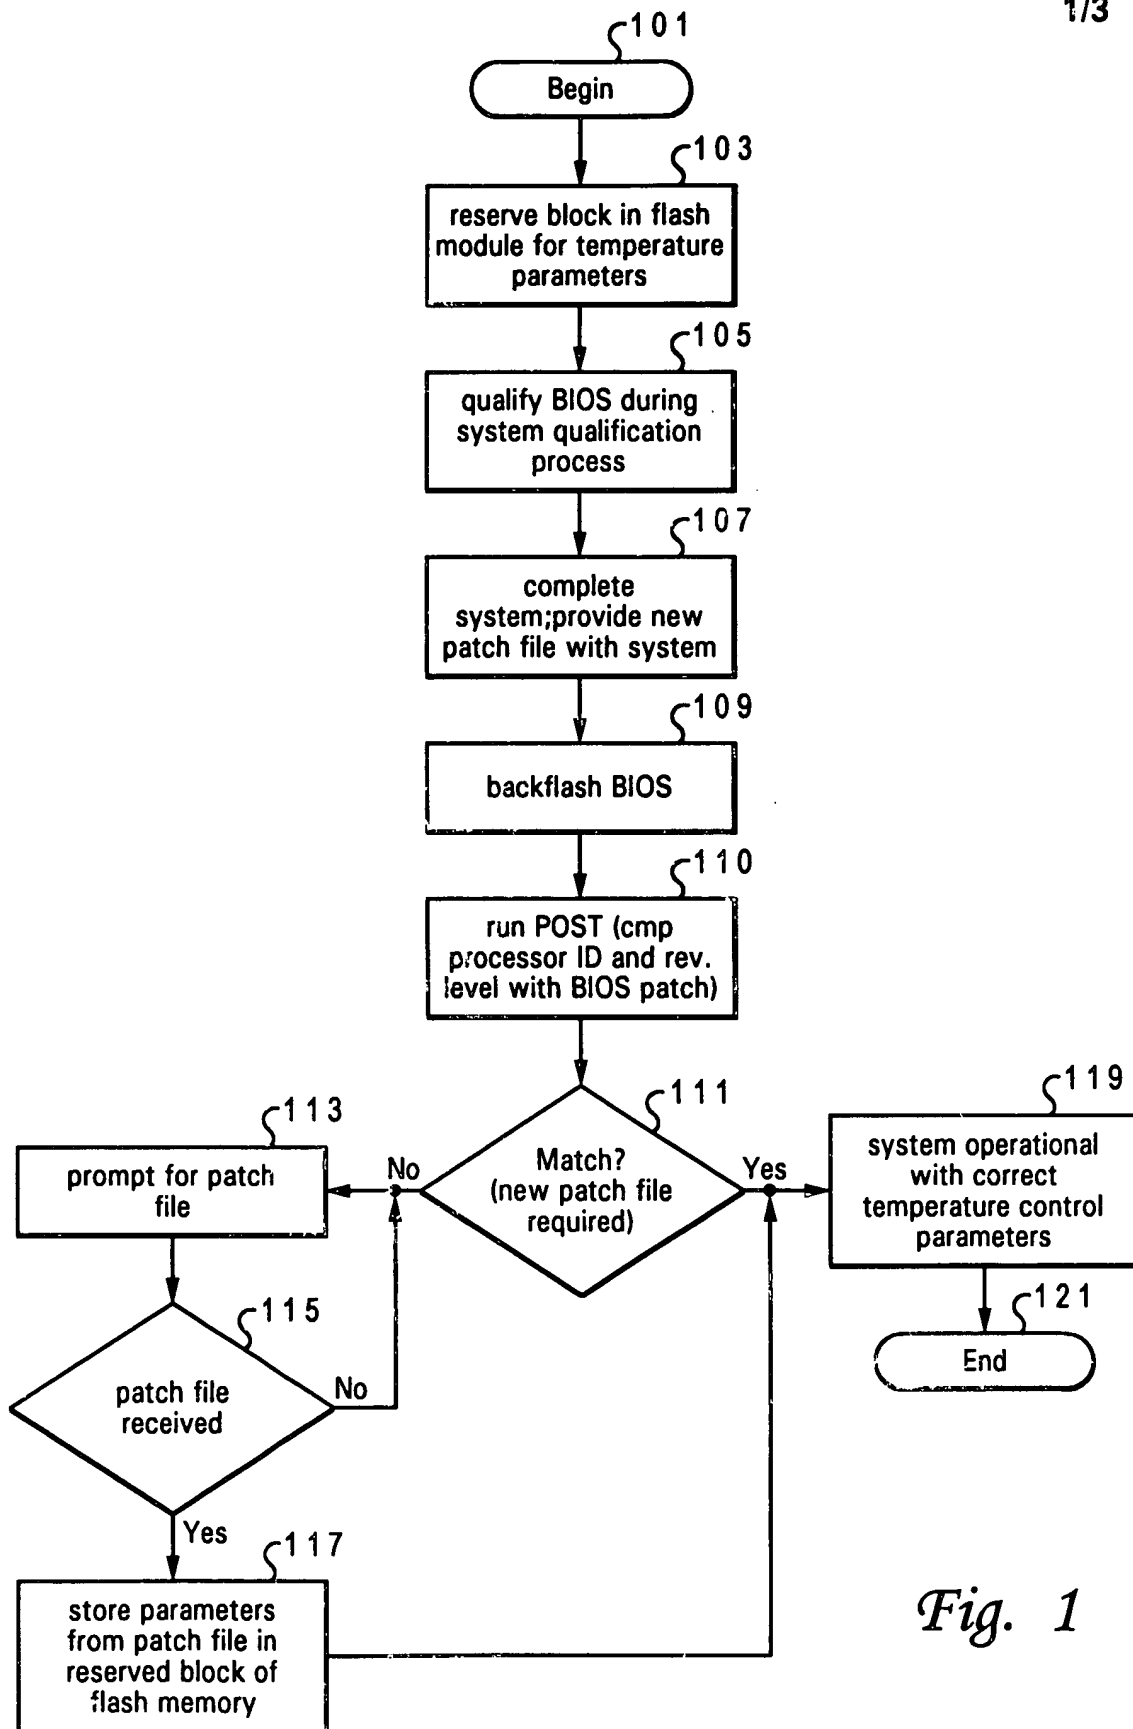 1/3
101
Begin
103
reserve block in flash
module for temperature
parameters
105
qualify BIOS during
system qualification
process
107
complete
system;provide new
patch file with system
109
backflash BIOS
110
run POST (cmp
processor ID and rev.
level with BIOS patch)
111
Match?
(new patch file
required)
No
Yes
113
prompt for patch
file
119
system operational
with correct
temperature control
parameters
115
patch file
received
No
Yes
121
End
117
store parameters
from patch file in
reserved block of
flash memory
Fig. 1